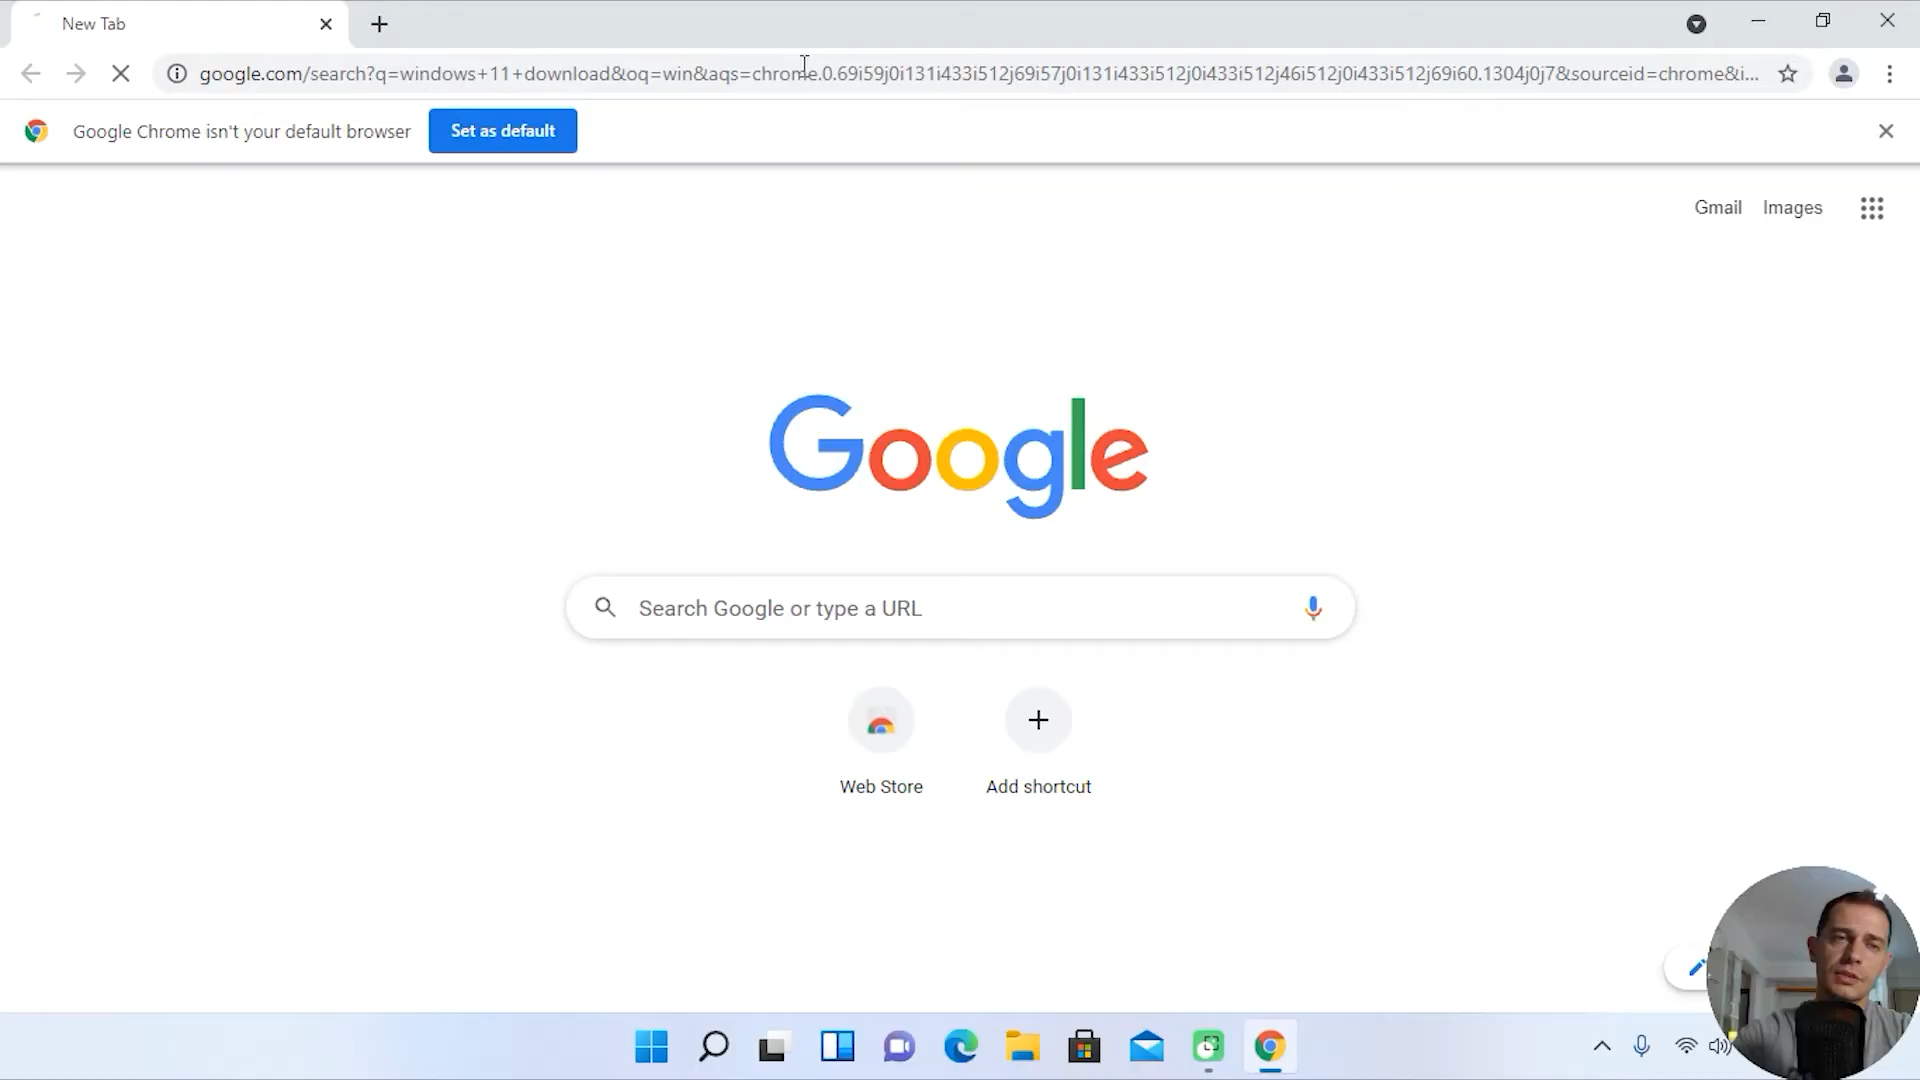 New Tab
google.com/search?q=windows+11+download&oq=win&aqs=chrome.0.69i59j0i131i433i512j69i57j0i131i433i512j0i433i512j46i512j0i433i512j69i60.1304j0j7&sourceid=chrome&i...
Google Chrome isn't your default browser
Set as default
Gmail Images
Google
Search Google or type a URL
Web Store Add shortcut